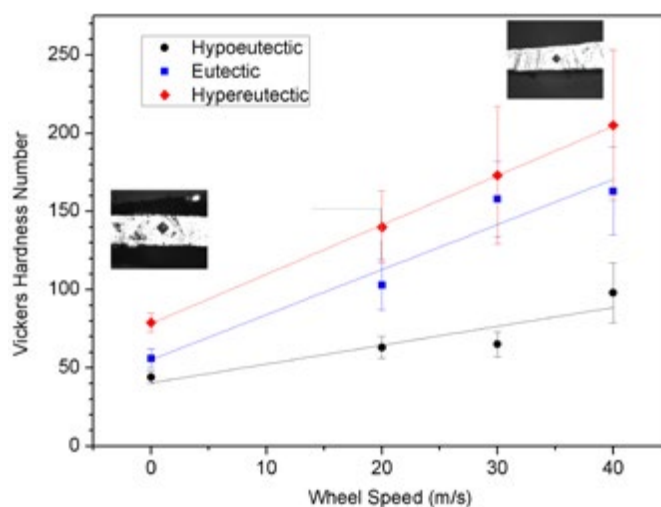 Hypoeutectic
Eutectic
Hypereutectic
Vickers Hardness Number
250
200
150
100
50
0
0 10 20 30 40
Wheel Speed (m/s)